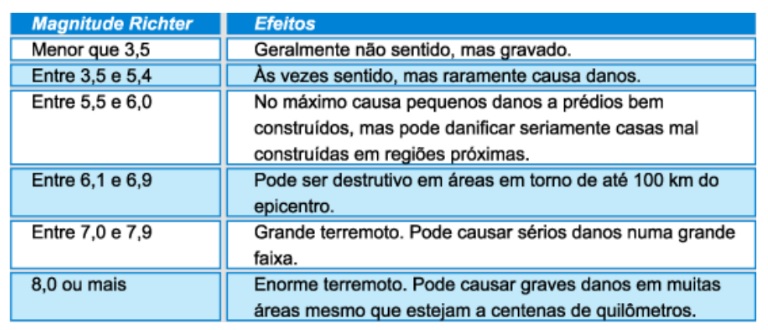 Magnitude Richter Efeitos
Menor que 3,5 Geralmente não sentido, mas gravado.
Entre 3,5 e 5,4 Às vezes sentido, mas raramente causa danos.
Entre 5,5 e 6,0 No máximo causa pequenos danos a prédios bem
construídos, mas pode danificar seriamente casas mal
construídas em regiões próximas.
Entre 6,1 e 6,9 Pode ser destrutivo em áreas em torno de até 100 km do
epicentro.
Entre 7,0 e 7,9 Grande terremoto. Pode causar sérios danos numa grande
faixa.
8,0 ou mais Enorme terremoto. Pode causar graves danos em muitas
áreas mesmo que estejam a centenas de quilômetros.